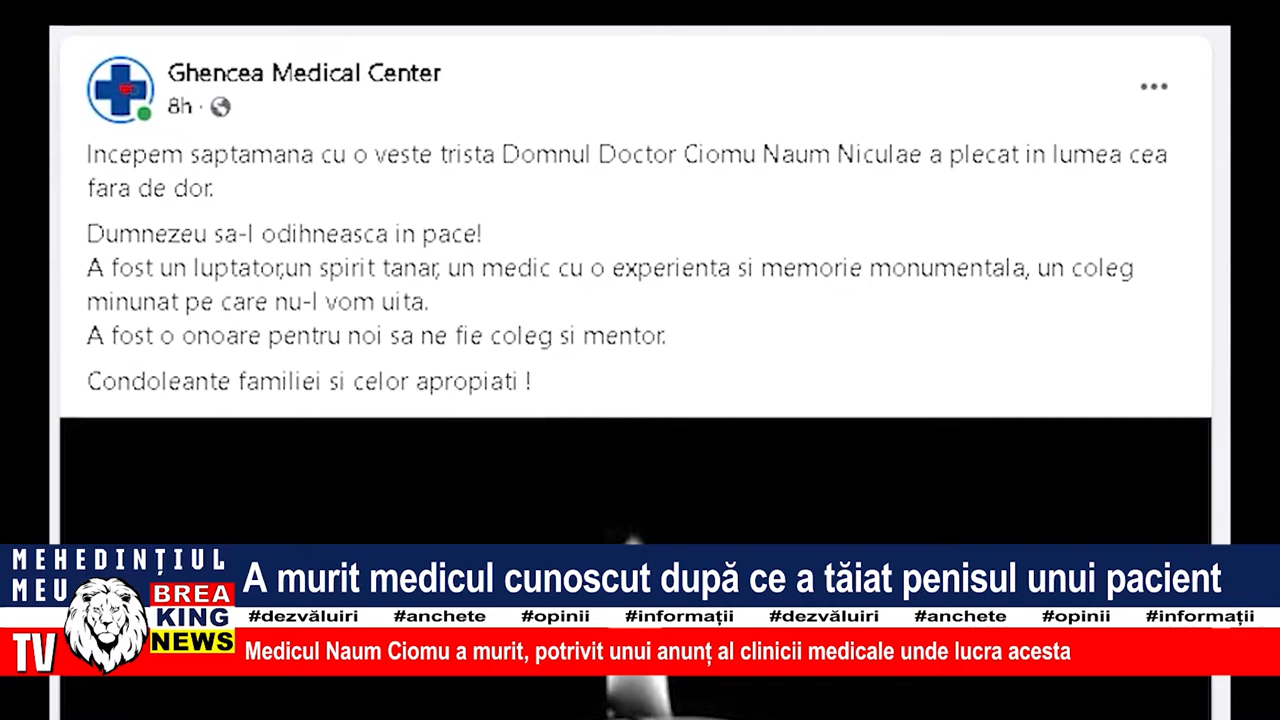 Ghencea Medical Center
8h ·
Incepem saptamana cu o veste trista Domnul Doctor Ciomu Naum Niculae a plecat in lumea cea
fara de dor.
Dumnezeu sa-l odihneasca in pace!
A fost un luptator,un spirit tanar, un medic cu o experienta si memorie monumentala, un coleg
minunat pe care nu-l vom uita.
A fost o onoare pentru noi sa ne fie coleg si mentor.
Condoleante familiei si celor apropiati !
MEHEDINȚIUL
MEU
TV
BREA
KING
NEWS
A murit medicul cunoscut după ce a tăiat penisul unui pacient
#dezvăluiri #anchete #opinii #informații #dezvăluiri #anchete #opinii #informații
Medicul Naum Ciomu a murit, potrivit unui anunț al clinicii medicale unde lucra acesta